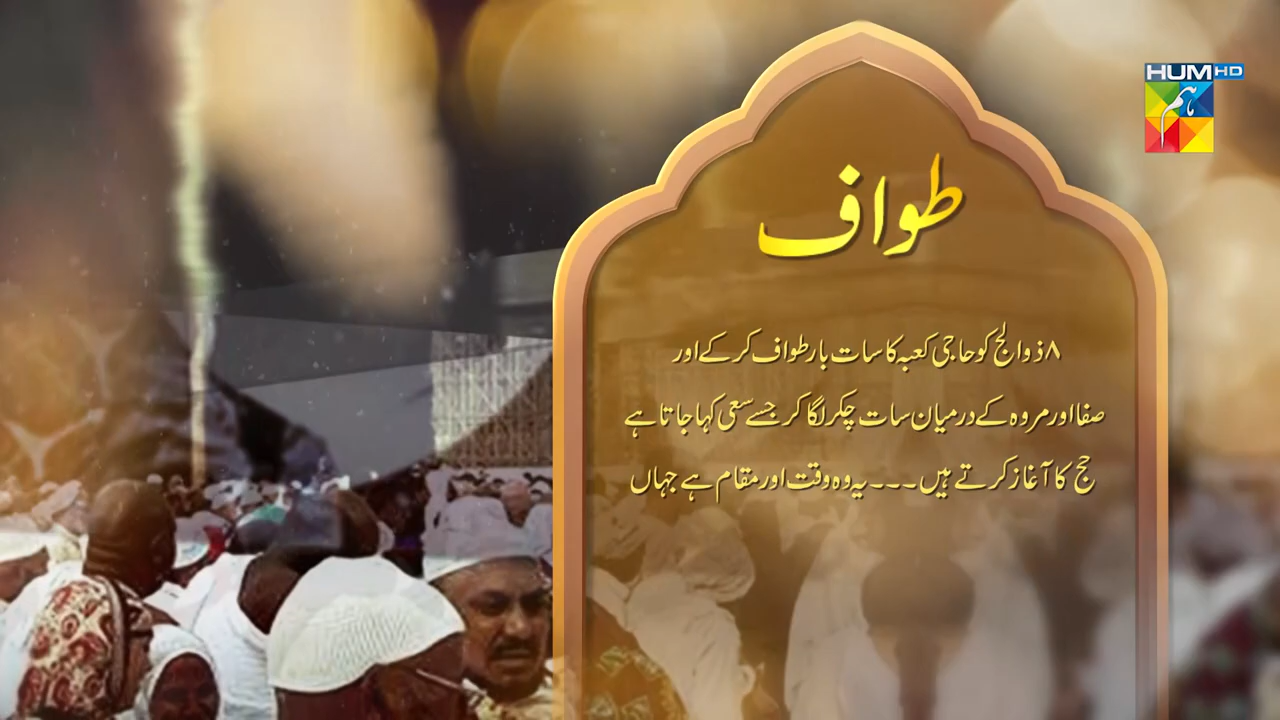 HUM HD
ہم
طواف
۸ ذوالحج کو حاجی کعبہ کا سات بار طواف کر کے اور
صفا اور مروہ کے درمیان سات چکر لگا کر جسے سعی کہا جاتا ہے
حج کا آغاز کرتے ہیں ۔۔۔ یہ وہ وقت اور مقام ہے جہاں